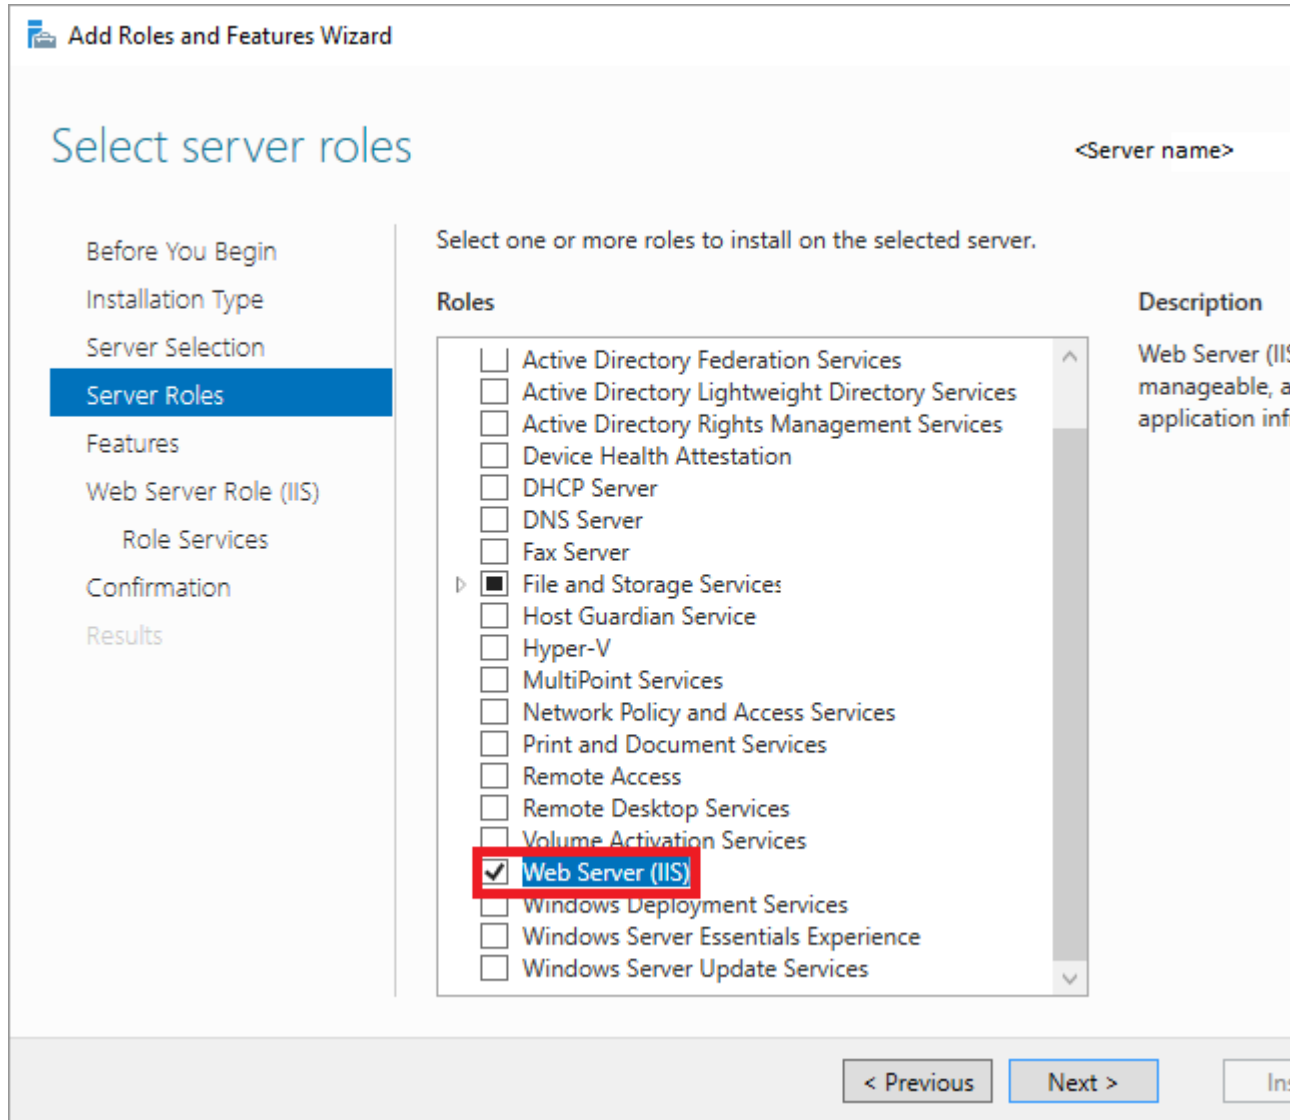 Add Roles and Features Wizard
Select server roles
<Server name>
Before You Begin
Installation Type
Server Selection
Server Roles
Features
Web Server Role (IIS)
Role Services
Confirmation
Results
Select one or more roles to install on the selected server.
Roles
Active Directory Federation Services
Active Directory Lightweight Directory Services
Active Directory Rights Management Services
Device Health Attestation
DHCP Server
DNS Server
Fax Server
File and Storage Services
Host Guardian Service
Hyper-V
MultiPoint Services
Network Policy and Access Services
Print and Document Services
Remote Access
Remote Desktop Services
Volume Activation Services
Web Server (IIS)
Windows Deployment Services
Windows Server Essentials Experience
Windows Server Update Services
Description
Web Server
manageable,
application
< Previous
Next >